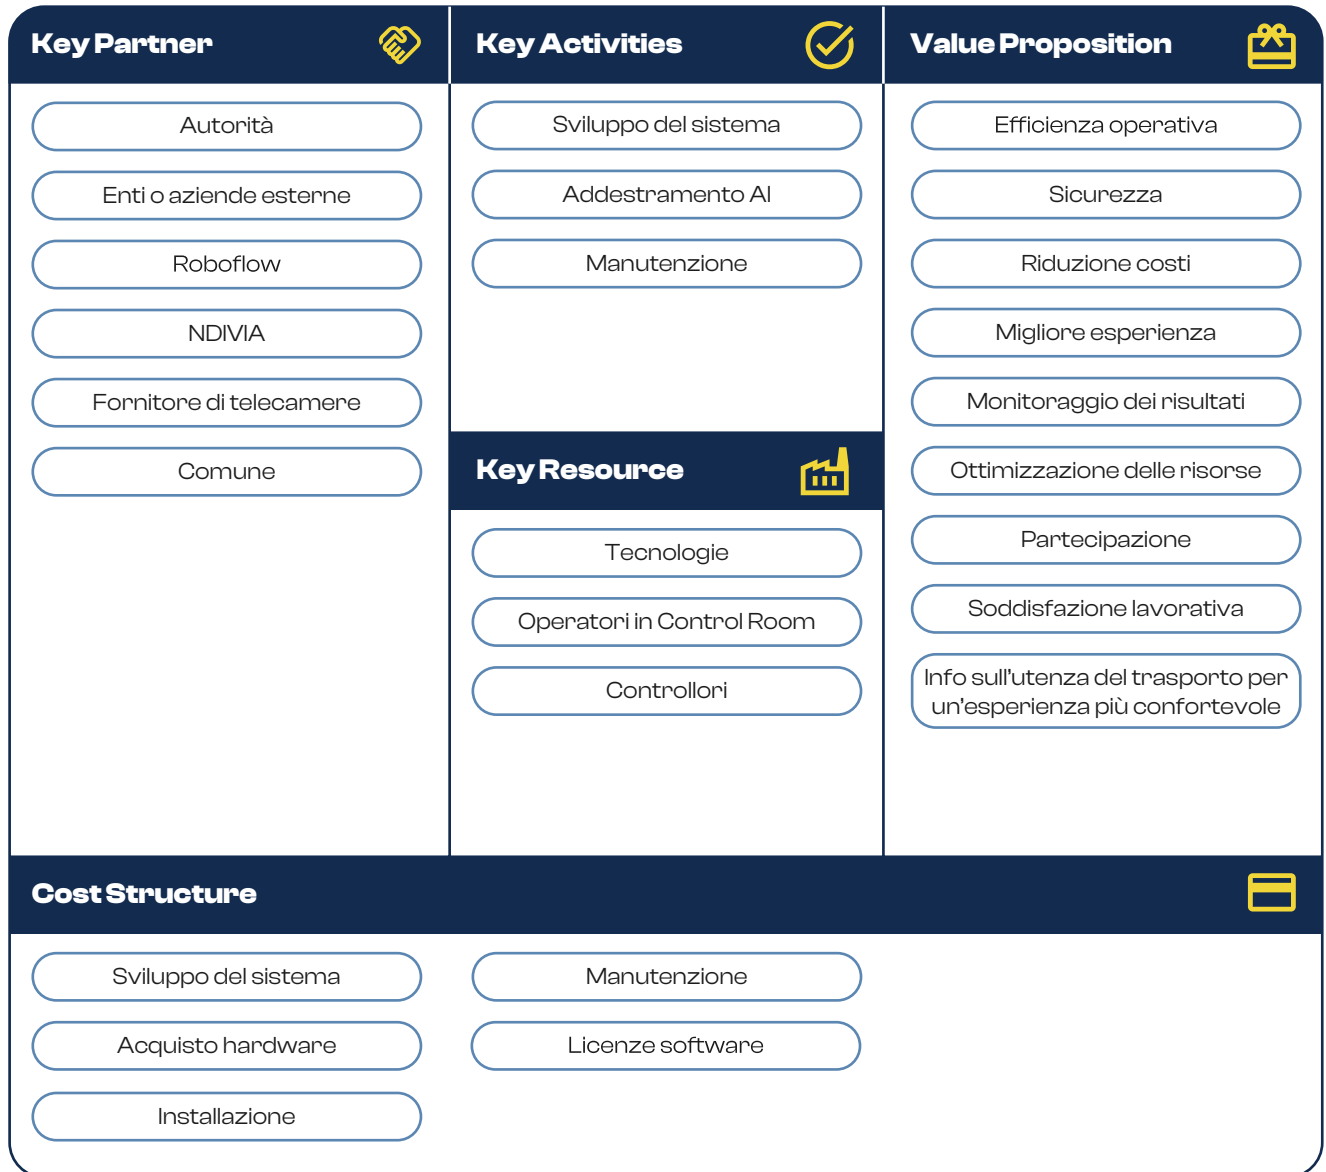 Key Partner
Autorità
Enti o aziende esterne
Roboflow
NDIVIA
Fornitore di telecamere
Comune
Key Activities
Sviluppo del sistema
Addestramento AI
Manutenzione
Key Resource
Tecnologie
Operatori in Control Room
Controllori
Value Proposition
Efficienza operativa
Sicurezza
Riduzione costi
Migliore esperienza
Monitoraggio dei risultati
Ottimizzazione delle risorse
Partecipazione
Soddisfazione lavorativa
Info sull'utenza del trasporto per
un'esperienza più confortevole
Cost Structure
Sviluppo del sistema
Acquisto hardware
Installazione
Manutenzione
Licenze software